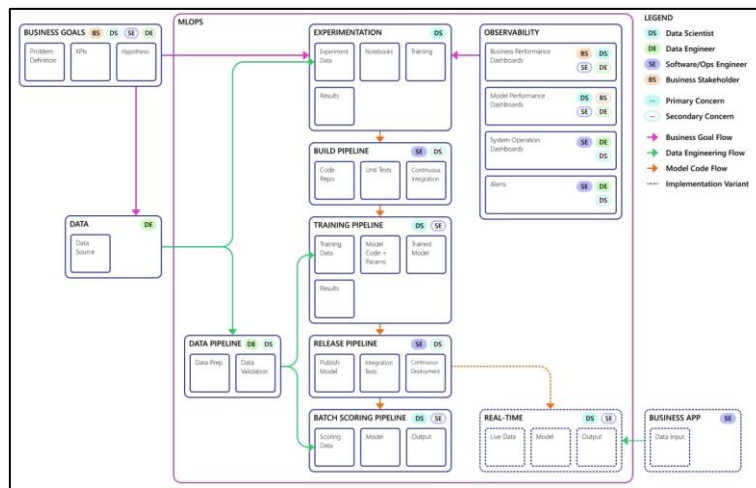 MLOPS
BUSINESS GOALS BS DS SE DE
Problem
Definition
KPIs
Hypothesis
EXPERIMENTATION DS
Experiment
Data
Notebooks
Training
Results
OBSERVABILITY
Business Performance
Dashboards
BS DS
SE DE
Model Performance
Dashboards
DS BS
SE DE
System Operation
Dashboards
SE DE
DS
Alerts
SE DE
DS
LEGEND
DS Data Scientist
DE Data Engineer
SE Software/Ops Engineer
BS Business Stakeholder
Primary Concern
Secondary Concern
Business Goal Flow
Data Engineering Flow
Model Code Flow
Implementation Variant
BUILD PIPELINE SE DS
Code
Repo
Unit Tests
Continuous
Integration
DATA DE
Data
Source
TRAINING PIPELINE DS SE
Training
Data
Model
Code +
Params
Trained
Model
Results
DATA PIPELINE DE DS
Data Prep
Data
Validation
RELEASE PIPELINE SE DS
Publish
Model
Integration
Tests
Continuous
Deployment
BATCH SCORING PIPELINE DS SE
Scoring
Data
Model
Output
REAL-TIME DS SE
Live Data
Model
Output
BUSINESS APP SE
Data Input